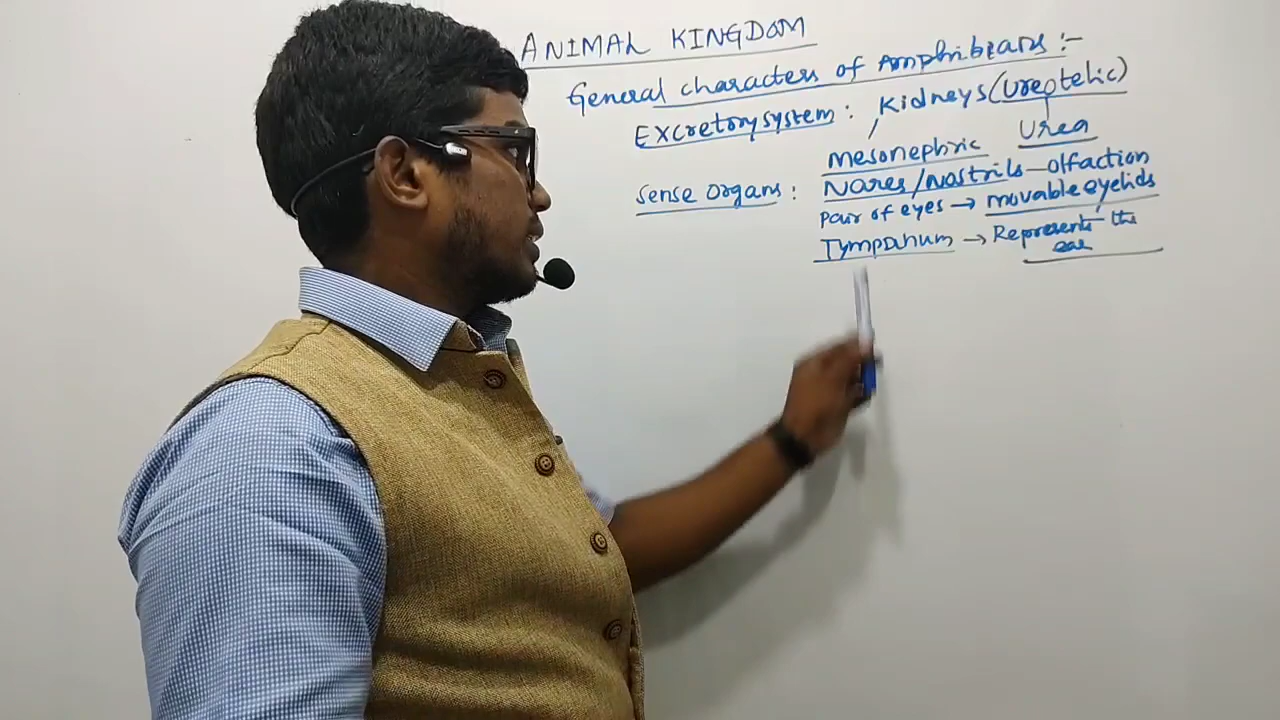 ANIMAL KINGDOM
General characters of Amphibians :-
Excretory system : Kidneys (Ureotelic)
Mesonephric Urea
Sense organs : Nares/Nostrils - olfaction
Pair of eyes → movable eyelids
Tympanum → Represents the
ear